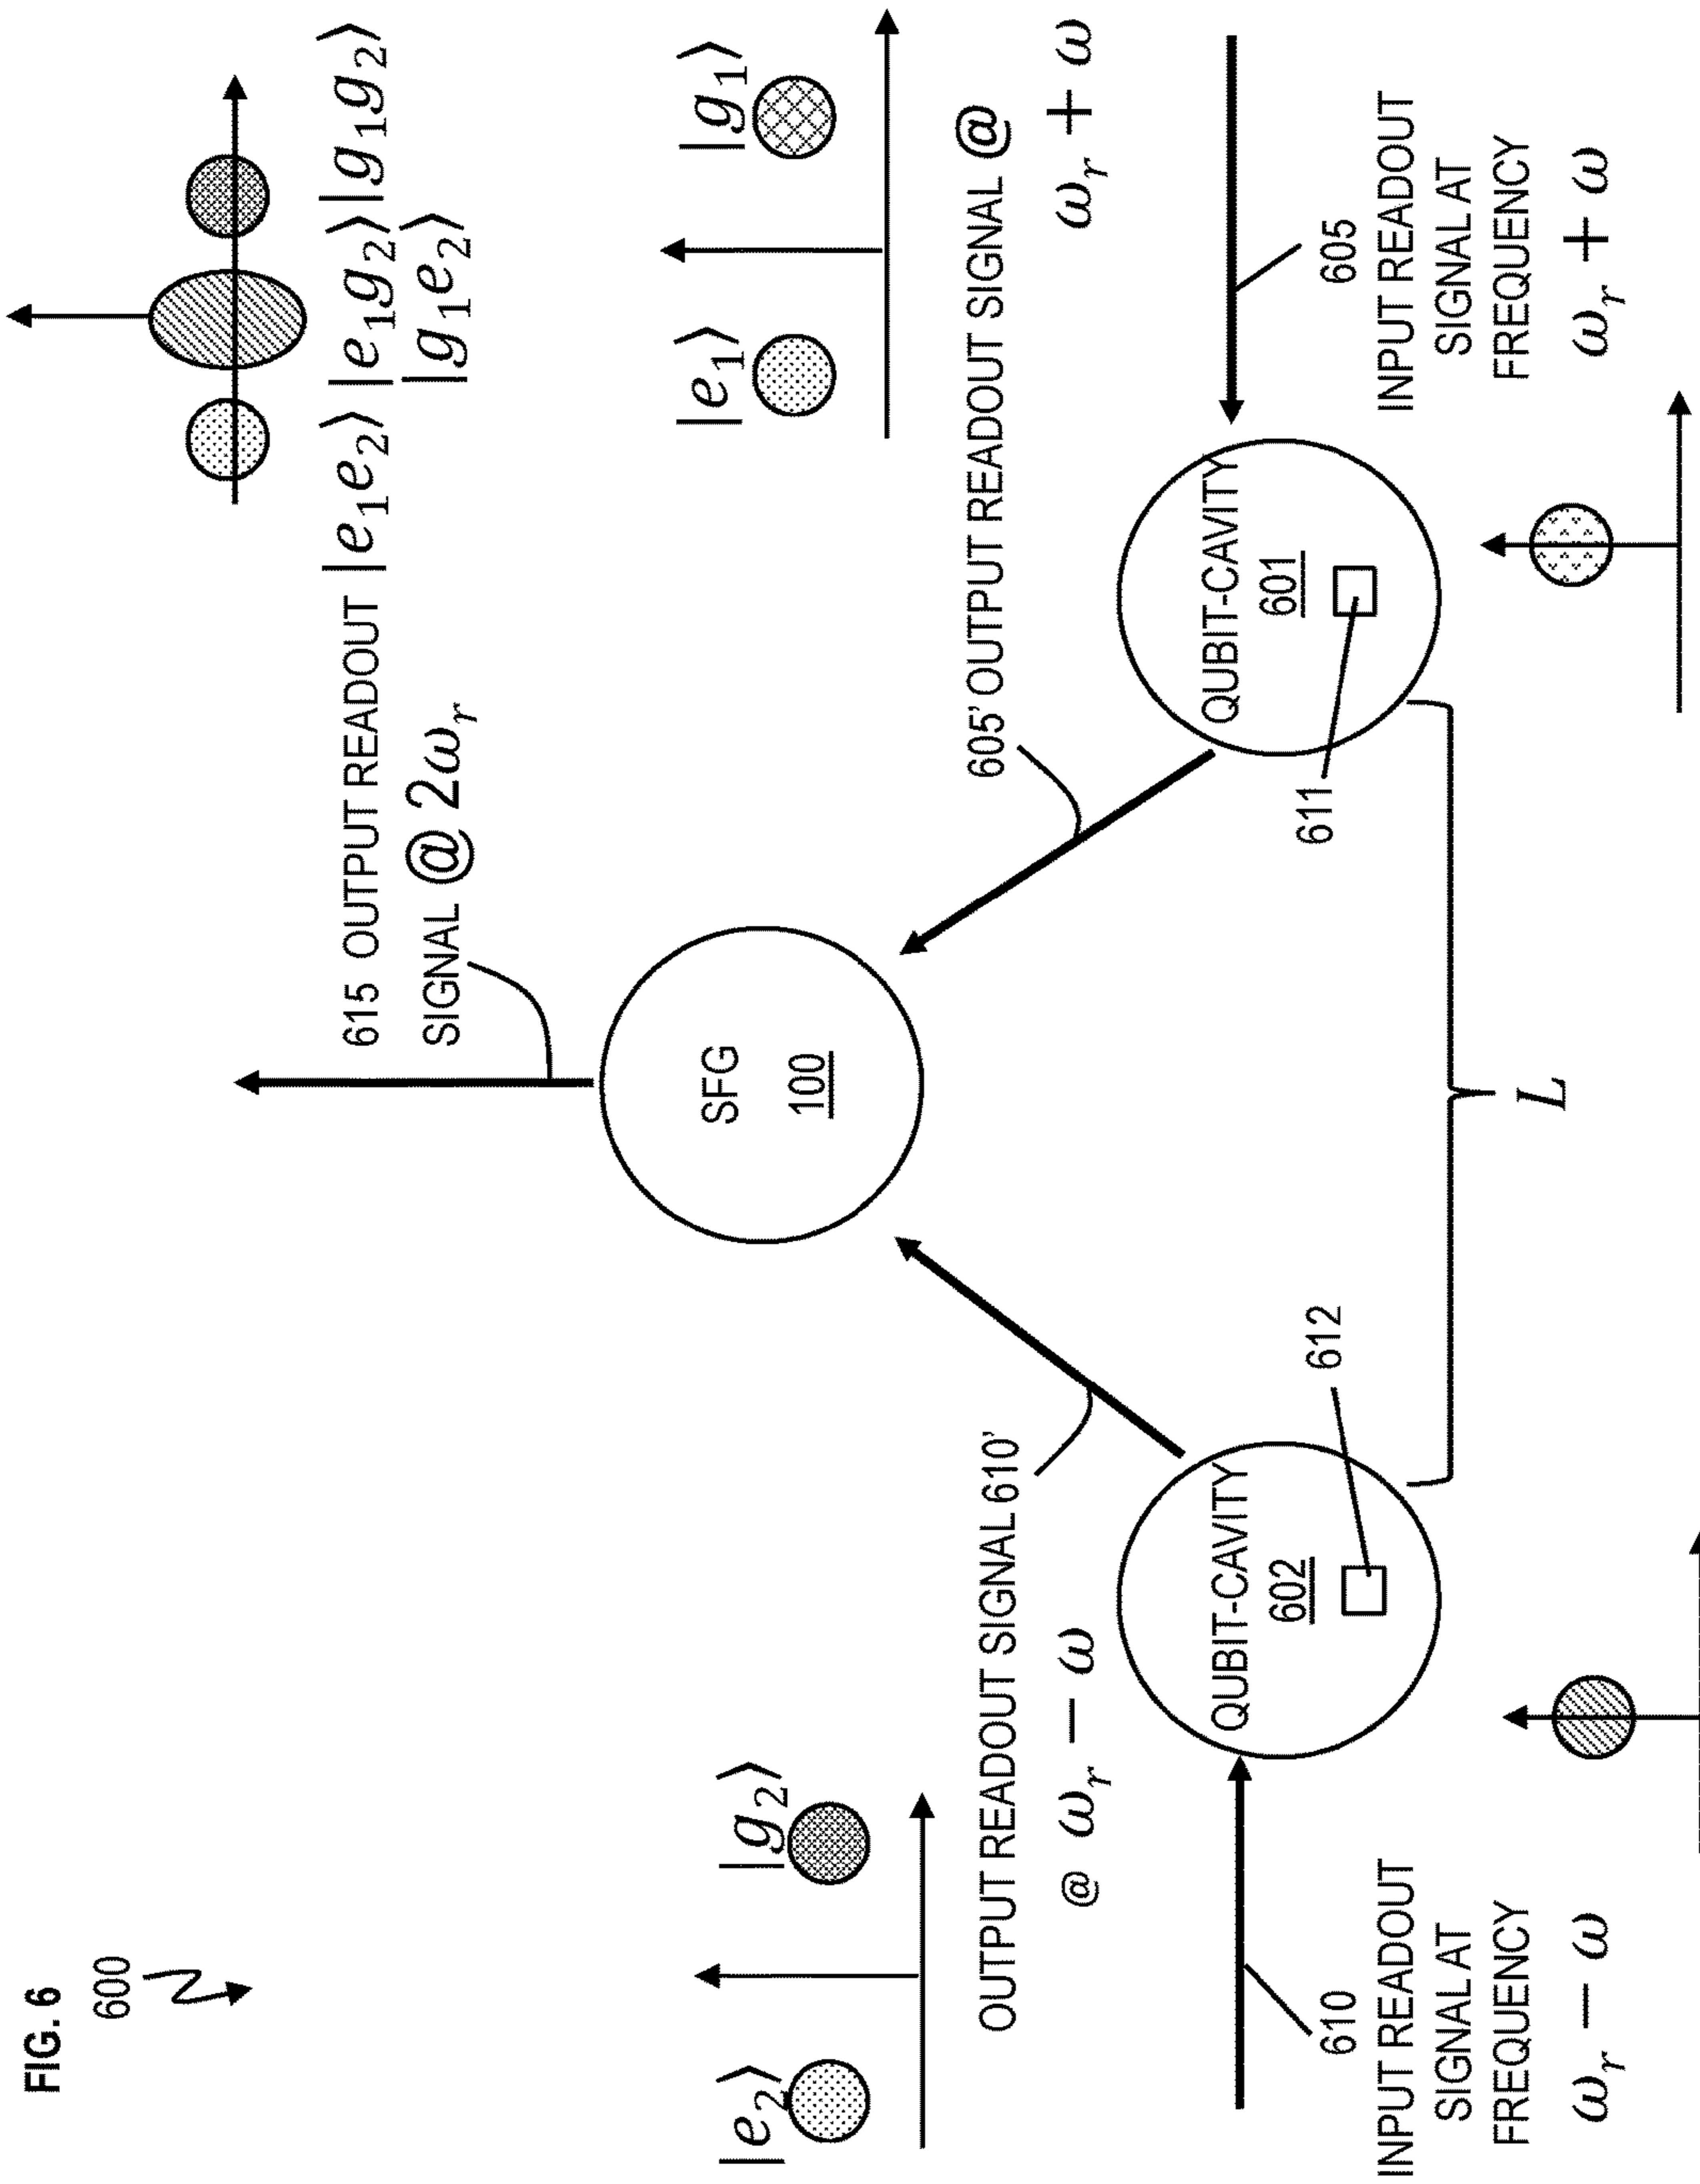 FIG. 6
600
|e₁e₂⟩ |e₁g₂⟩ |g₁g₂⟩
|g₁e₂⟩
615 OUTPUT READOUT
SIGNAL @ 2ωᵣ
|e₂⟩ |g₂⟩
|e₁⟩ |g₁⟩
SFG
100
OUTPUT READOUT SIGNAL 610'
@ ωᵣ − ω
605' OUTPUT READOUT SIGNAL @
ωᵣ + ω
QUBIT-CAVITY
602
612
QUBIT-CAVITY
601
611
610
INPUT READOUT
SIGNAL AT
FREQUENCY
ωᵣ − ω
L
605
INPUT READOUT
SIGNAL AT
FREQUENCY
ωᵣ + ω